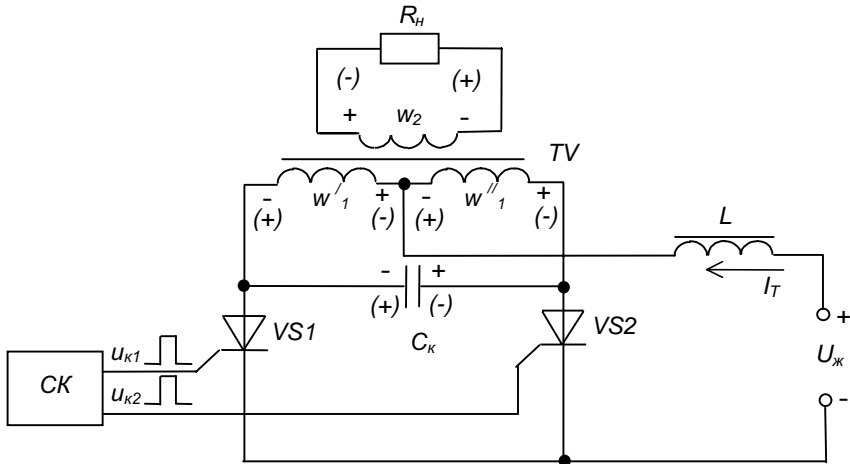 Rн
(-) (+)
+ w2 -
TV
- + - +
(+) w′1 (-) (+) w″1 (-)
L
IT
- +
(+) (-)
VS1 Cк VS2
+
Uж
-
uк1
СК
uк2